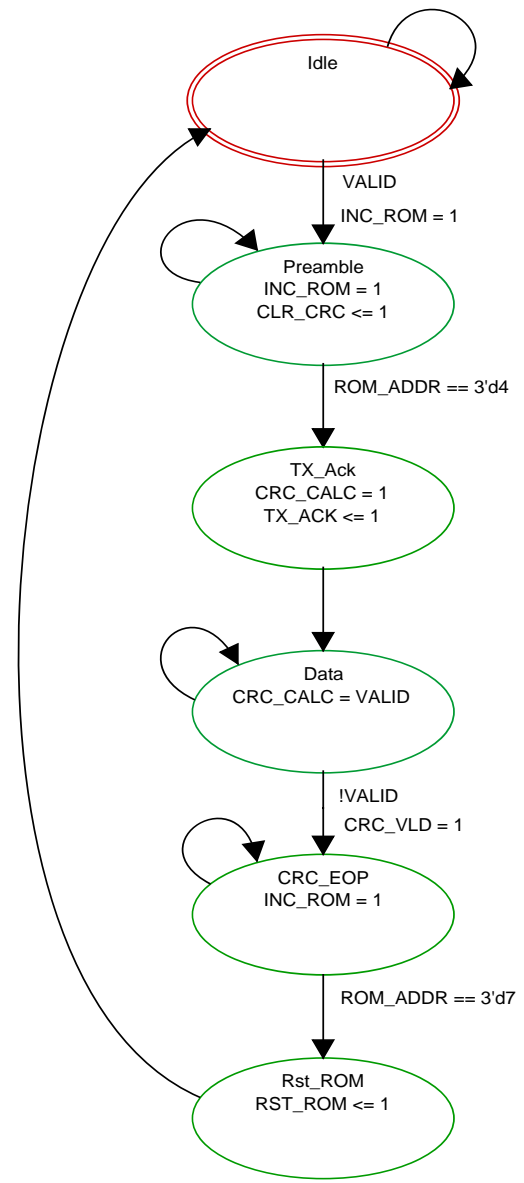 Idle
VALID
INC_ROM = 1
Preamble
INC_ROM = 1
CLR_CRC <= 1
ROM_ADDR == 3'd4
TX_Ack
CRC_CALC = 1
TX_ACK <= 1
Data
CRC_CALC = VALID
!VALID
CRC_VLD = 1
CRC_EOP
INC_ROM = 1
ROM_ADDR == 3'd7
Rst_ROM
RST_ROM <= 1